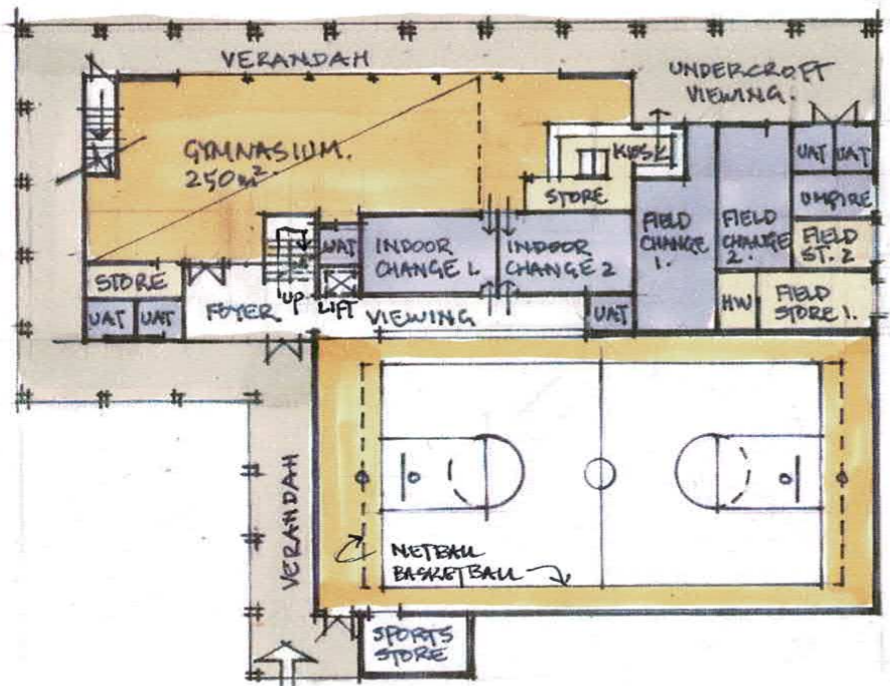 VERANDAH
UNDERCROFT
VIEWING.
GYMNASIUM.
250m².
KIOSK
UAT
UAT
STORE
UMPIRE
FIELD
CHANGE
1.
FIELD
CHANGE
2.
FIELD
ST. 2
UAT
INDOOR
CHANGE 1
INDOOR
CHANGE 2
STORE
UP
LIFT
HW
FIELD
STORE 1.
UAT
UAT
FOYER
VIEWING
UAT
VERANDAH
NETBALL
BASKETBALL
SPORTS
STORE